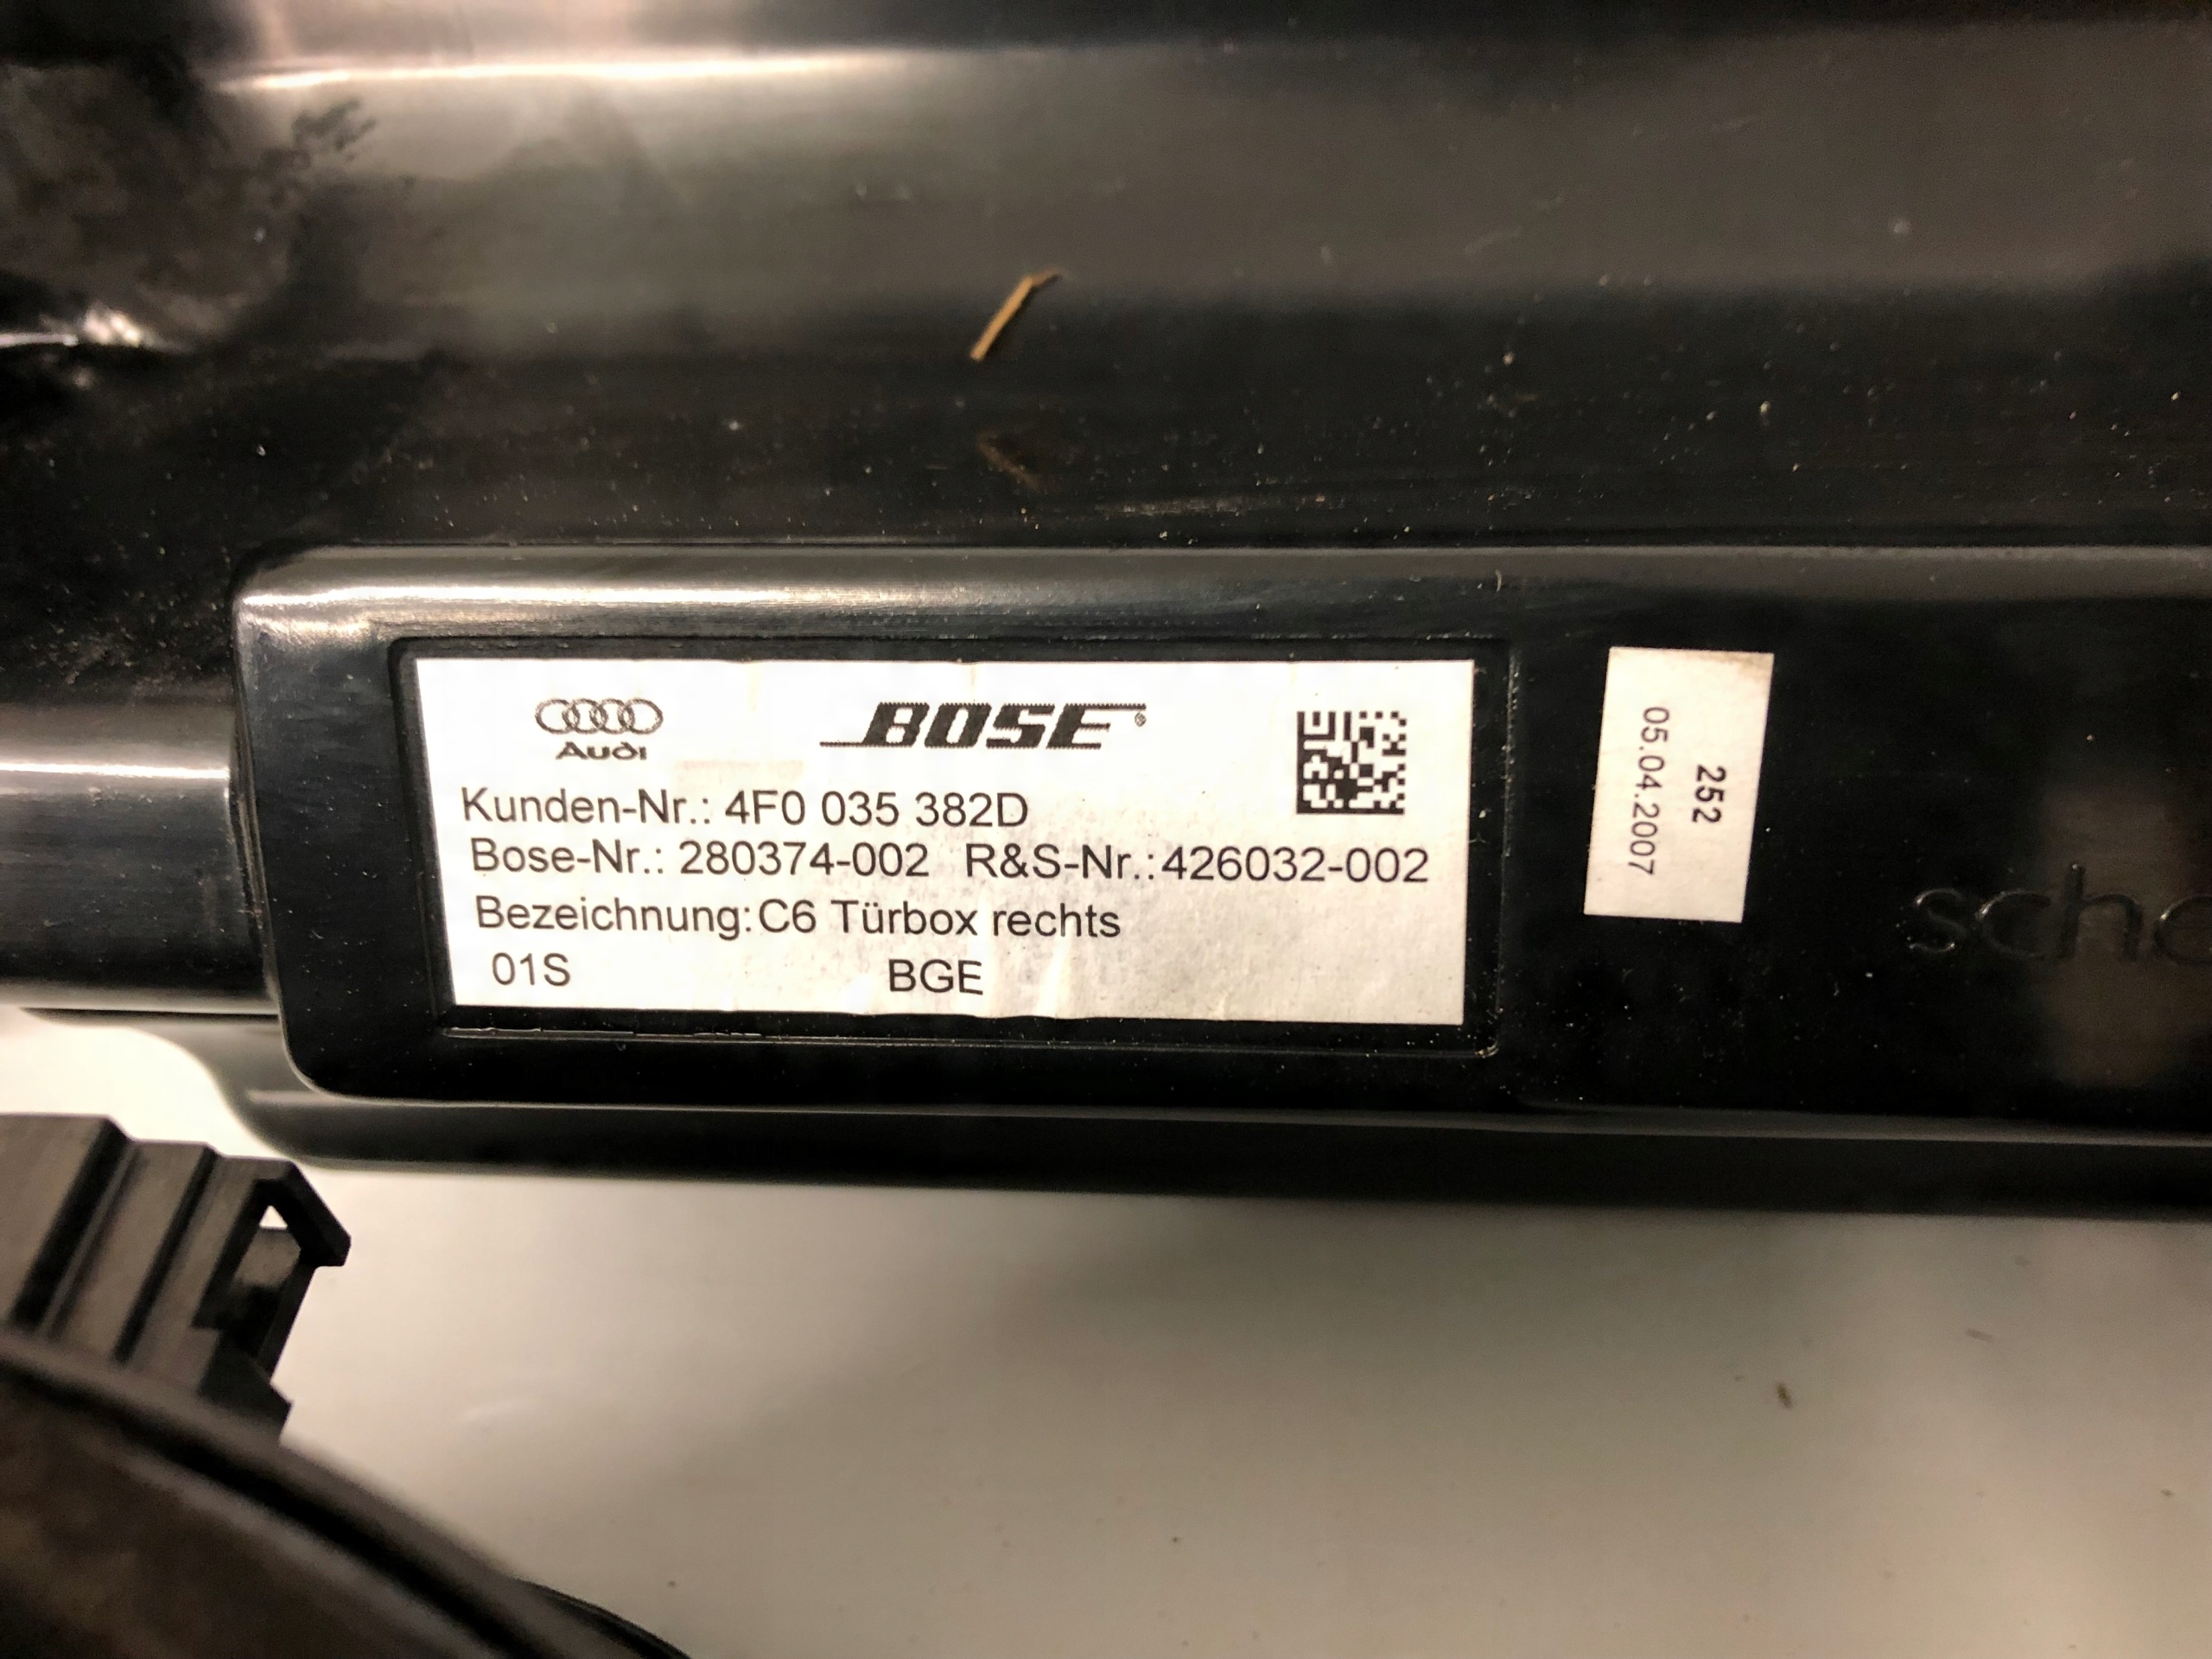 Audi
BOSE®
Kunden-Nr.: 4F0 035 382D
Bose-Nr.: 280374-002 R&S-Nr.:426032-002
Bezeichnung: C6 Türbox rechts
01S BGE
252
05.04.2007